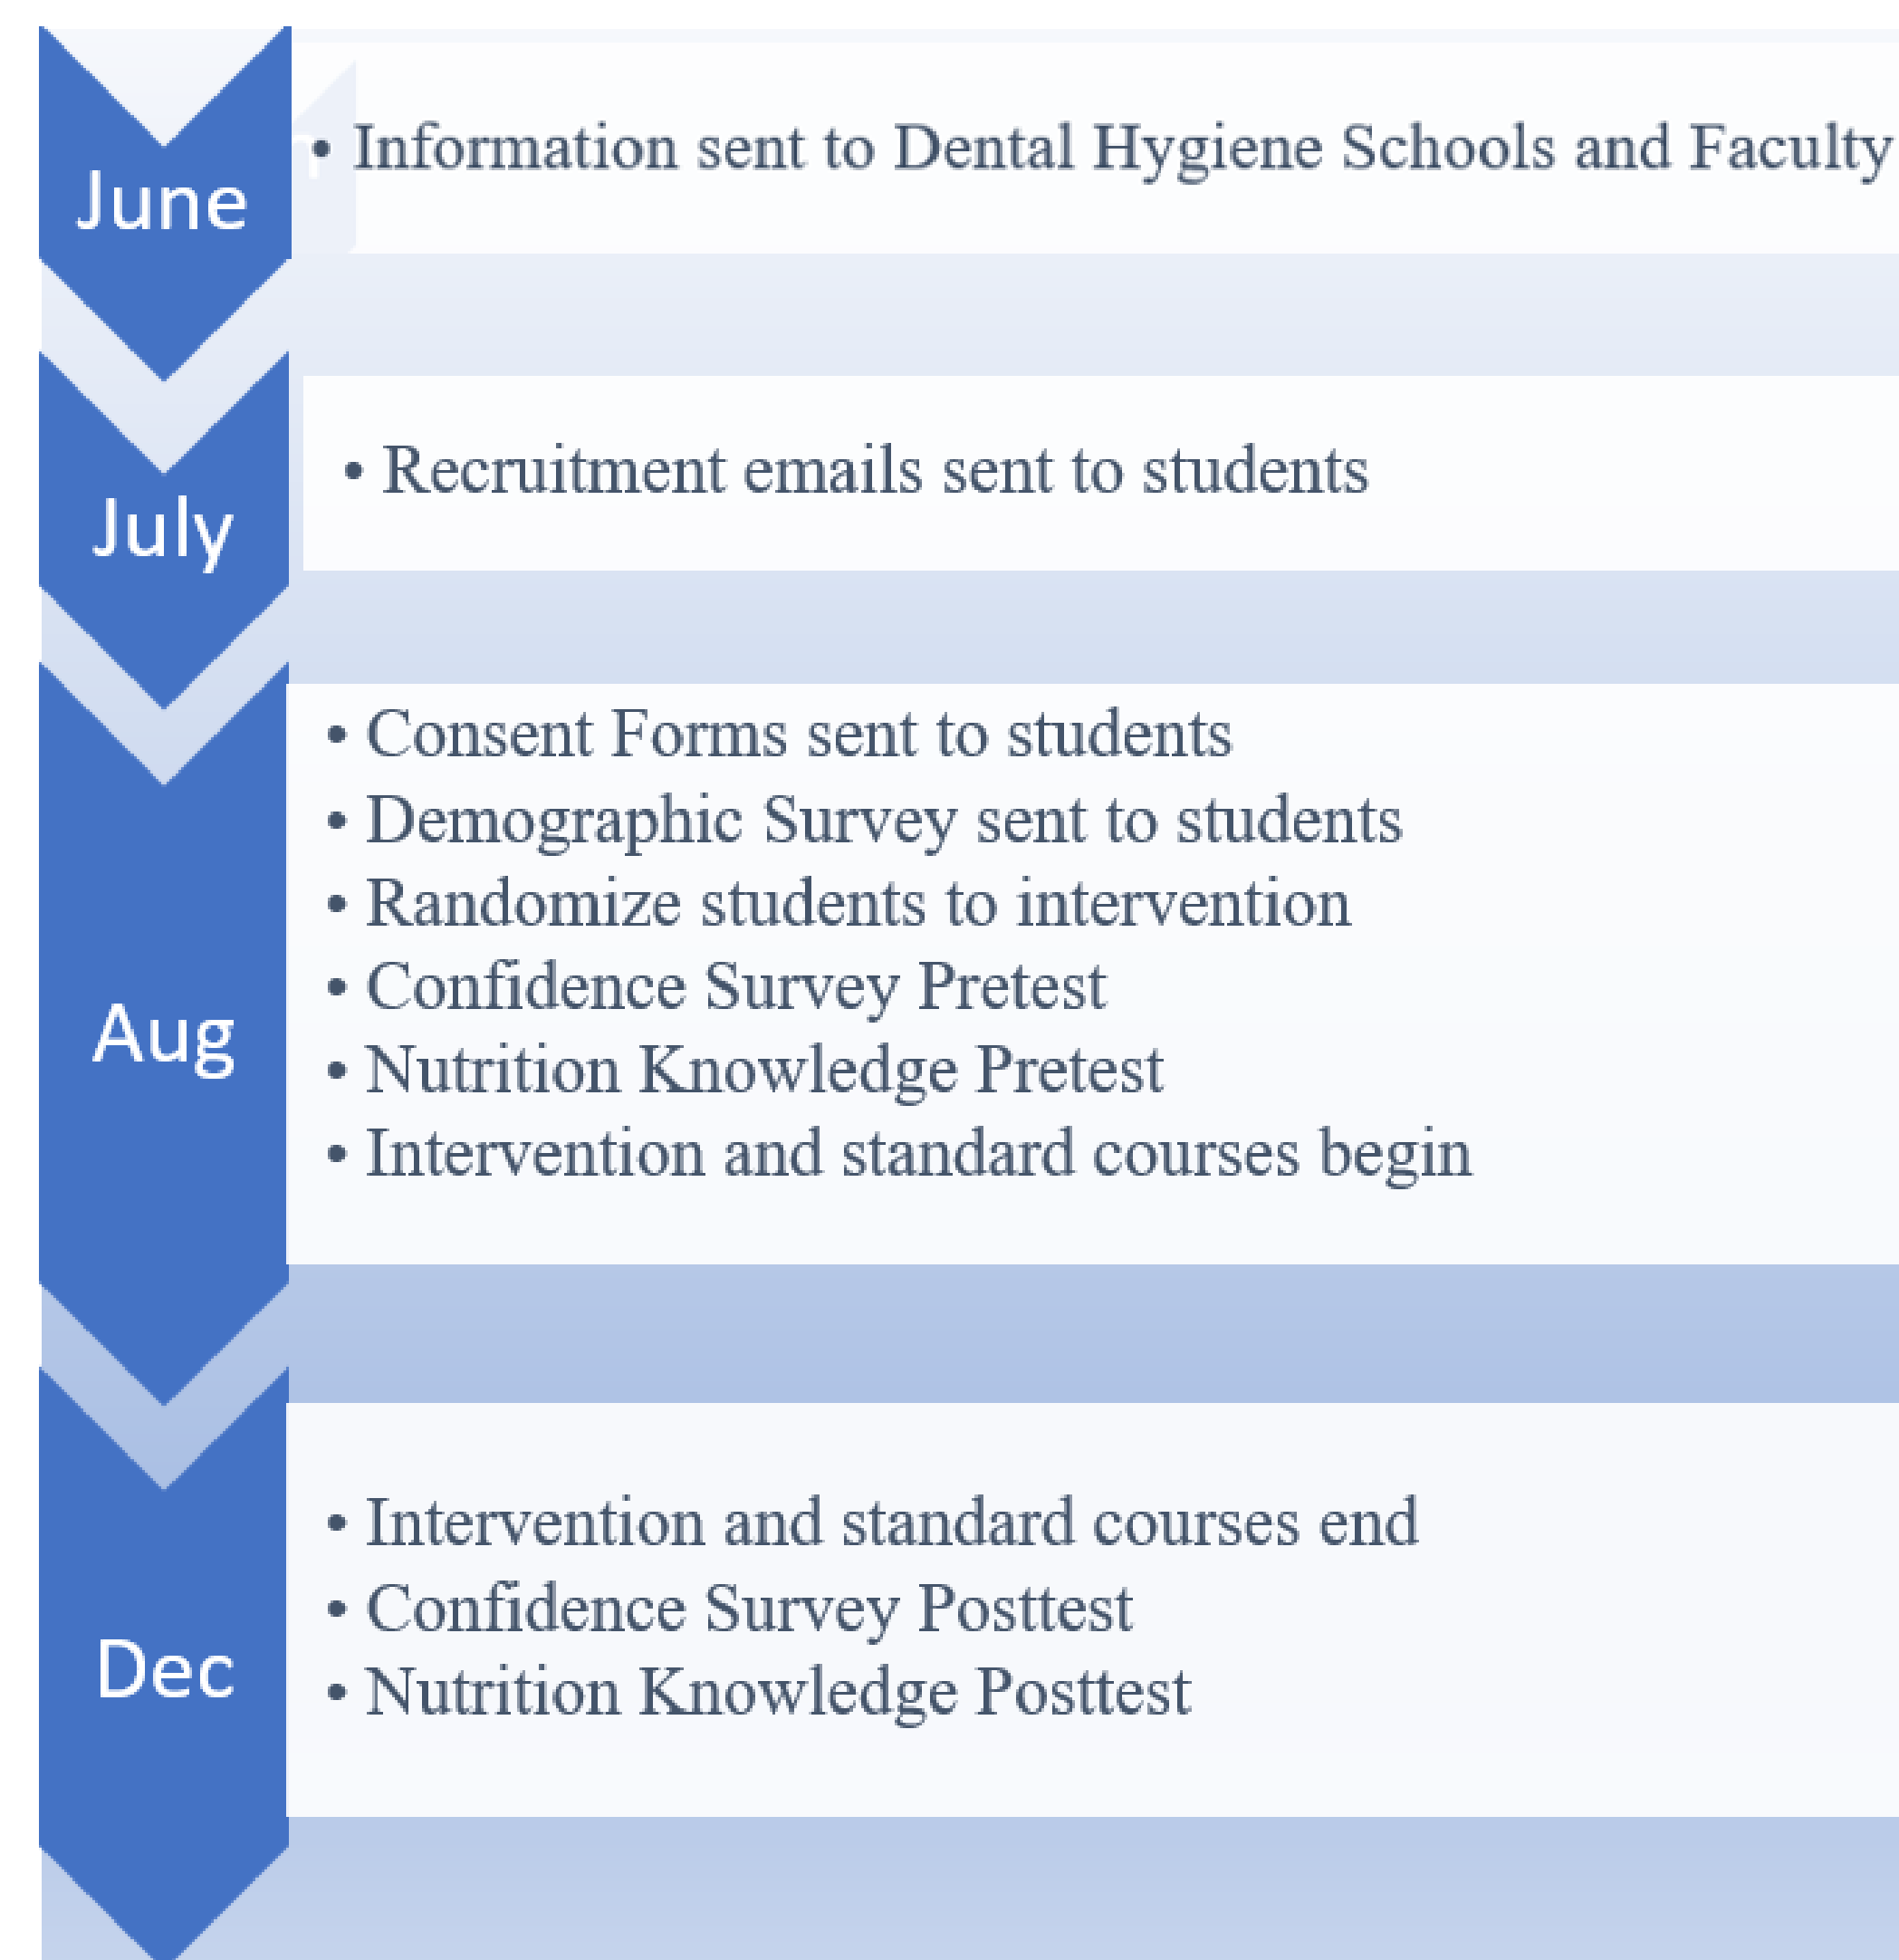 June
• Information sent to Dental Hygiene Schools and Faculty
July
• Recruitment emails sent to students
Aug
• Consent Forms sent to students
• Demographic Survey sent to students
• Randomize students to intervention
• Confidence Survey Pretest
• Nutrition Knowledge Pretest
• Intervention and standard courses begin
Dec
• Intervention and standard courses end
• Confidence Survey Posttest
• Nutrition Knowledge Posttest